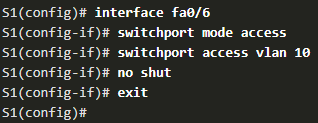 S1(config)# interface fa0/6
S1(config-if)# switchport mode access
S1(config-if)# switchport access vlan 10
S1(config-if)# no shut
S1(config-if)# exit
S1(config)#